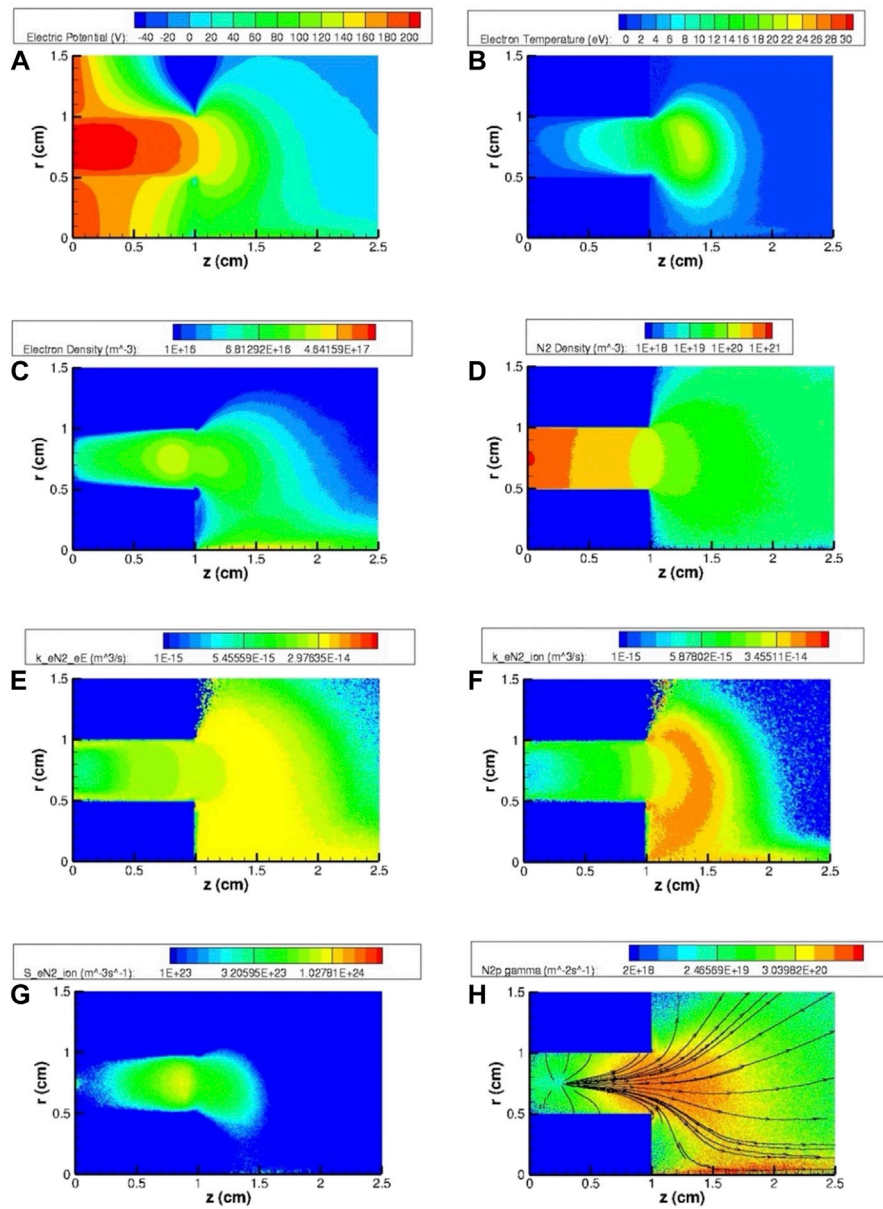 Electric Potential (V): -40 -20 0 20 40 60 80 100 120 140 160 180 200
Electron Temperature (eV): 0 2 4 6 8 10 12 14 16 18 20 22 24 26 28 30
A
1.5
1
0.5
0
r (cm)
0 0.5 1 1.5 2 2.5
z (cm)
B
1.5
1
0.5
0
r (cm)
0 0.5 1 1.5 2 2.5
z (cm)
Electron Density (m^-3): 1E+16 6.81292E+16 4.64159E+17
N2 Density (m^-3): 1E+18 1E+19 1E+20 1E+21
C
1.5
1
0.5
0
r (cm)
0 0.5 1 1.5 2 2.5
z (cm)
D
1.5
1
0.5
0
r (cm)
0 0.5 1 1.5 2 2.5
z (cm)
k_eN2_eE (m^3/s): 1E-15 5.45559E-15 2.97635E-14
k_eN2_ion (m^3/s): 1E-15 5.87802E-15 3.45511E-14
E
1.5
1
0.5
0
r (cm)
0 0.5 1 1.5 2 2.5
z (cm)
F
1.5
1
0.5
0
r (cm)
0 0.5 1 1.5 2 2.5
z (cm)
S_eN2_ion (m^-3s^-1): 1E+23 3.20595E+23 1.02781E+24
N2p gamma (m^-2s^-1): 2E+18 2.46569E+19 3.03982E+20
G
1.5
1
0.5
0
r (cm)
0 0.5 1 1.5 2 2.5
z (cm)
H
1.5
1
0.5
0
r (cm)
0 0.5 1 1.5 2 2.5
z (cm)